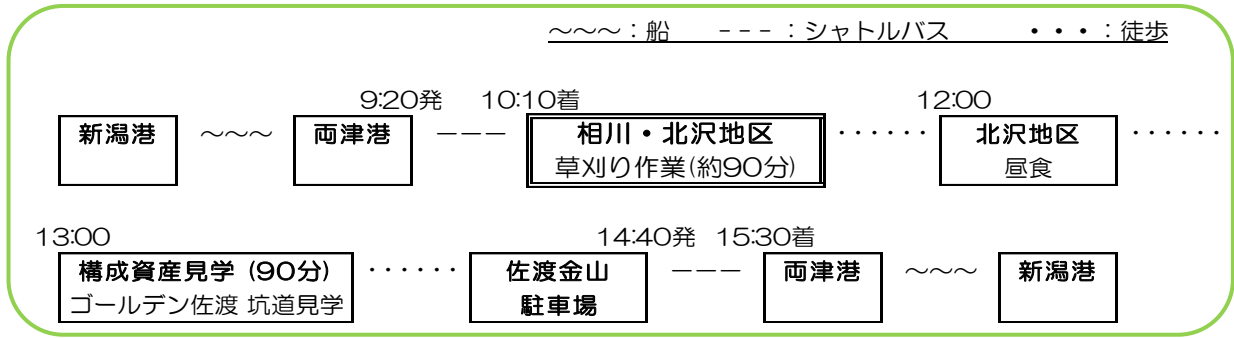 ~~~：船　---：シャトルバス　・・・：徒歩
9:20発　10:10着　12:00
新潟港　~~~　両津港　---　相川・北沢地区　‥‥‥　北沢地区　‥‥‥
草刈り作業(約90分)　昼食
13:00　14:40発　15:30着
構成資産見学 (90分)　‥‥‥　佐渡金山　---　両津港　~~~　新潟港
ゴールデン佐渡 坑道見学　駐車場